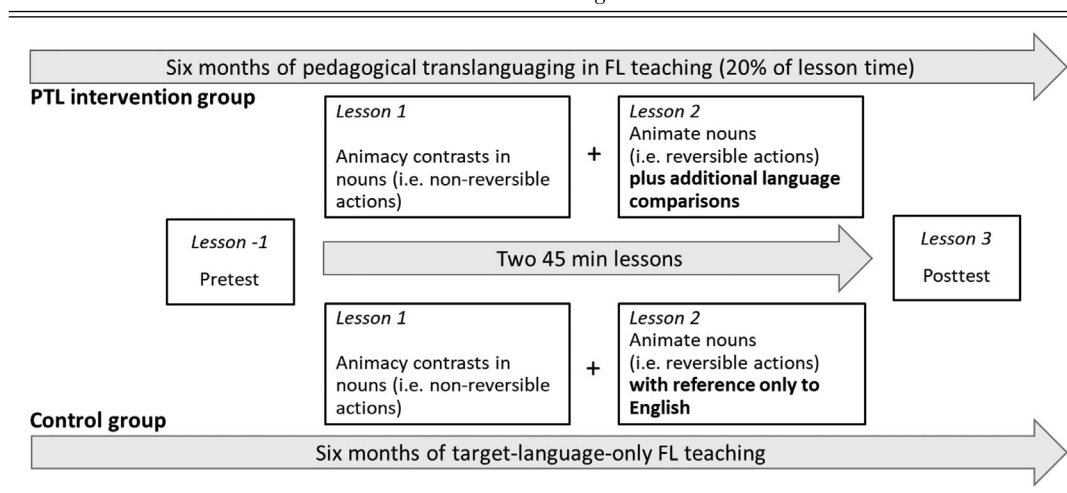 Six months of pedagogical translanguaging in FL teaching (20% of lesson time)
PTL intervention group
Lesson 1
Animacy contrasts in
nouns (i.e. non-reversible
actions)
+
Lesson 2
Animate nouns
(i.e. reversible actions)
plus additional language
comparisons
Lesson -1
Pretest
Two 45 min lessons
Lesson 3
Posttest
Lesson 1
Animacy contrasts in
nouns (i.e. non-reversible
actions)
+
Lesson 2
Animate nouns
(i.e. reversible actions)
with reference only to
English
Control group
Six months of target-language-only FL teaching